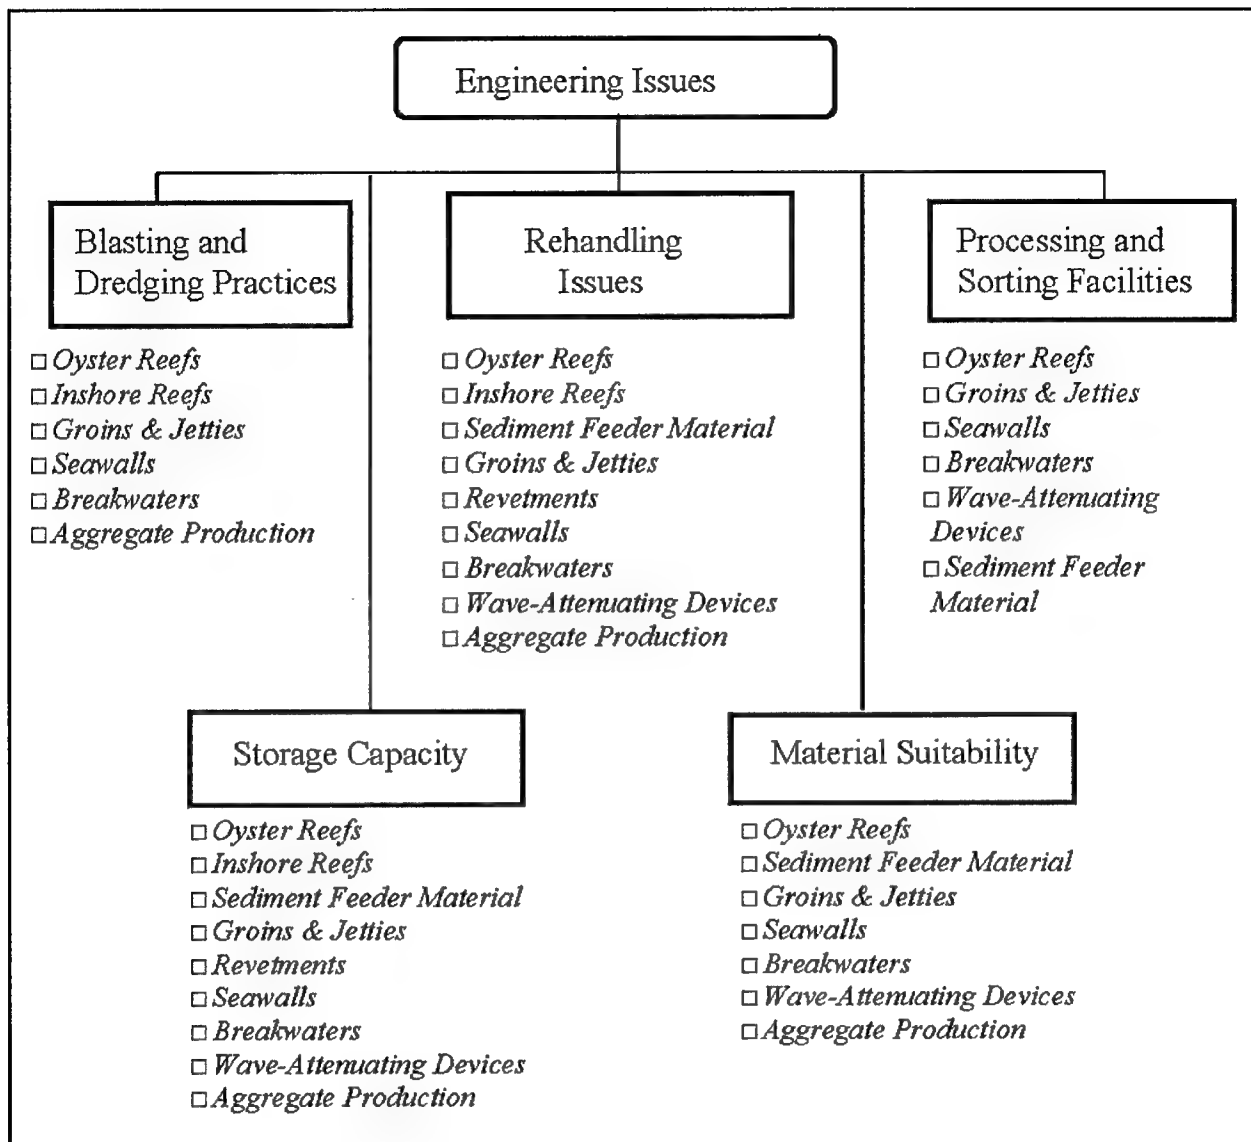 Engineering Issues
Blasting and
Dredging Practices
□ Oyster Reefs
□ Inshore Reefs
□ Groins & Jetties
□ Seawalls
□ Breakwaters
□ Aggregate Production
Rehandling
Issues
□ Oyster Reefs
□ Inshore Reefs
□ Sediment Feeder Material
□ Groins & Jetties
□ Revetments
□ Seawalls
□ Breakwaters
□ Wave-Attenuating Devices
□ Aggregate Production
Processing and
Sorting Facilities
□ Oyster Reefs
□ Groins & Jetties
□ Seawalls
□ Breakwaters
□ Wave-Attenuating
Devices
□ Sediment Feeder
Material
Storage Capacity
□ Oyster Reefs
□ Inshore Reefs
□ Sediment Feeder Material
□ Groins & Jetties
□ Revetments
□ Seawalls
□ Breakwaters
□ Wave-Attenuating Devices
□ Aggregate Production
Material Suitability
□ Oyster Reefs
□ Sediment Feeder Material
□ Groins & Jetties
□ Seawalls
□ Breakwaters
□ Wave-Attenuating Devices
□ Aggregate Production